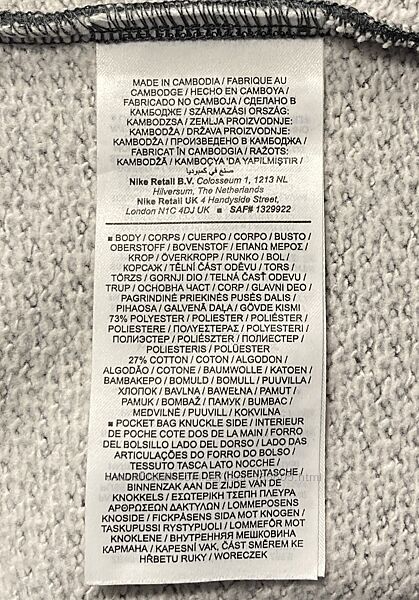 MADE IN CAMBODIA / FABRIQUE AU
CAMBODGE / HECHO EN CAMBOYA /
FABRICADO NO CAMBOJA / СДЕЛАНО В
КАМБОДЖЕ / SZÁRMAZÁSI ORSZÁG:
KAMBODZSA / ZEMLJA PROIZVODNJE:
KAMBODŽA / DRŽAVA PROIZVODNJE:
KAMBODŽA / ПРОИЗВЕДЕНО В КАМБОДЖА /
FABRICAT ÎN CAMBODGIA / RAŽOTS:
KAMBODŽĀ / KAMBOÇYA 'DA YAPILMIŞTIR /
صنع في كمبوديا
Nike Retail B.V. Colosseum 1, 1213 NL
Hilversum, The Netherlands
Nike Retail UK 4 Handyside Street,
London N1C 4DJ UK ■ SAF# 1329922
■ BODY / CORPS / CUERPO / CORPO / BUSTO /
OBERSTOFF / BOVENSTOF / ΕΠΑΝΩ ΜΕΡΟΣ /
KROP / ÖVERKROPP / RUNKO / BOL /
КОРСАЖ / TĚLNÍ ČÁST ODĚVU / TORS /
TÖRZS / GORNJI DIO / TELNÁ ČASŤ ODEVU /
TRUP / ОСНОВНА ЧАСТ / CORP / GLAVNI DEO /
PAGRINDINĖ PRIEKINĖS PUSĖS DALIS /
PIHAOSA / GALVENĀ DAĻA / GÖVDE KISMI
73% POLYESTER / POLIÉSTER /
POLIESTERE / ΠΟΛΥΕΣΤΕΡΑΣ / POLYESTERI /
ПОЛИЭСТЕР / POLIÉSZTER / ПОЛИЕСТЕР /
POLIESTERIS / POLÜESTER
27% COTTON / COTON / ALGODON /
ALGODÃO / COTONE / BAUMWOLLE / KATOEN /
ΒΑΜΒΑΚΕΡΟ / BOMULD / BOMULL / PUUVILLA /
ХЛОПОК / BAVLNA / BAWEŁNA / PAMUT /
PAMUK / BOMBAŽ / ПАМУК / BUMBAC /
MEDVILNĖ / PUUVILL / KOKVILNA
■ POCKET BAG KNUCKLE SIDE / INTERIEUR
DE POCHE COTE DOS DE LA MAIN / FORRO
DEL BOLSILLO LADO DEL DORSO / LADO DAS
ARTICULAÇÕES DO FORRO DO BOLSO /
TESSUTO TASCA LATO NOCCHE /
HANDRÜCKENSEITE DER (HOSEN)TASCHE /
BINNENZAK AAN DE ZIJDE VAN DE
KNOKKELS / ΕΣΩΤΕΡΙΚΗ ΤΣΕΠΗ ΠΛΕΥΡΑ
ΑΡΘΡΩΣΕΩΝ ΔΑΚΤΥΛΩΝ / LOMMEPOSENS
KNOSIDE / FICKPÅSENS SIDA MOT KNOGEN /
TASKUPUSSI RYSTYPUOLI / LOMMEFÔR MOT
KNOKLENE / ВНУТРЕННЯЯ МЕШКОВИНА
КАРМАНА / KAPESNÍ VAK, ČÁST SMĚREM KE
HŘBETU RUKY / WORECZEK